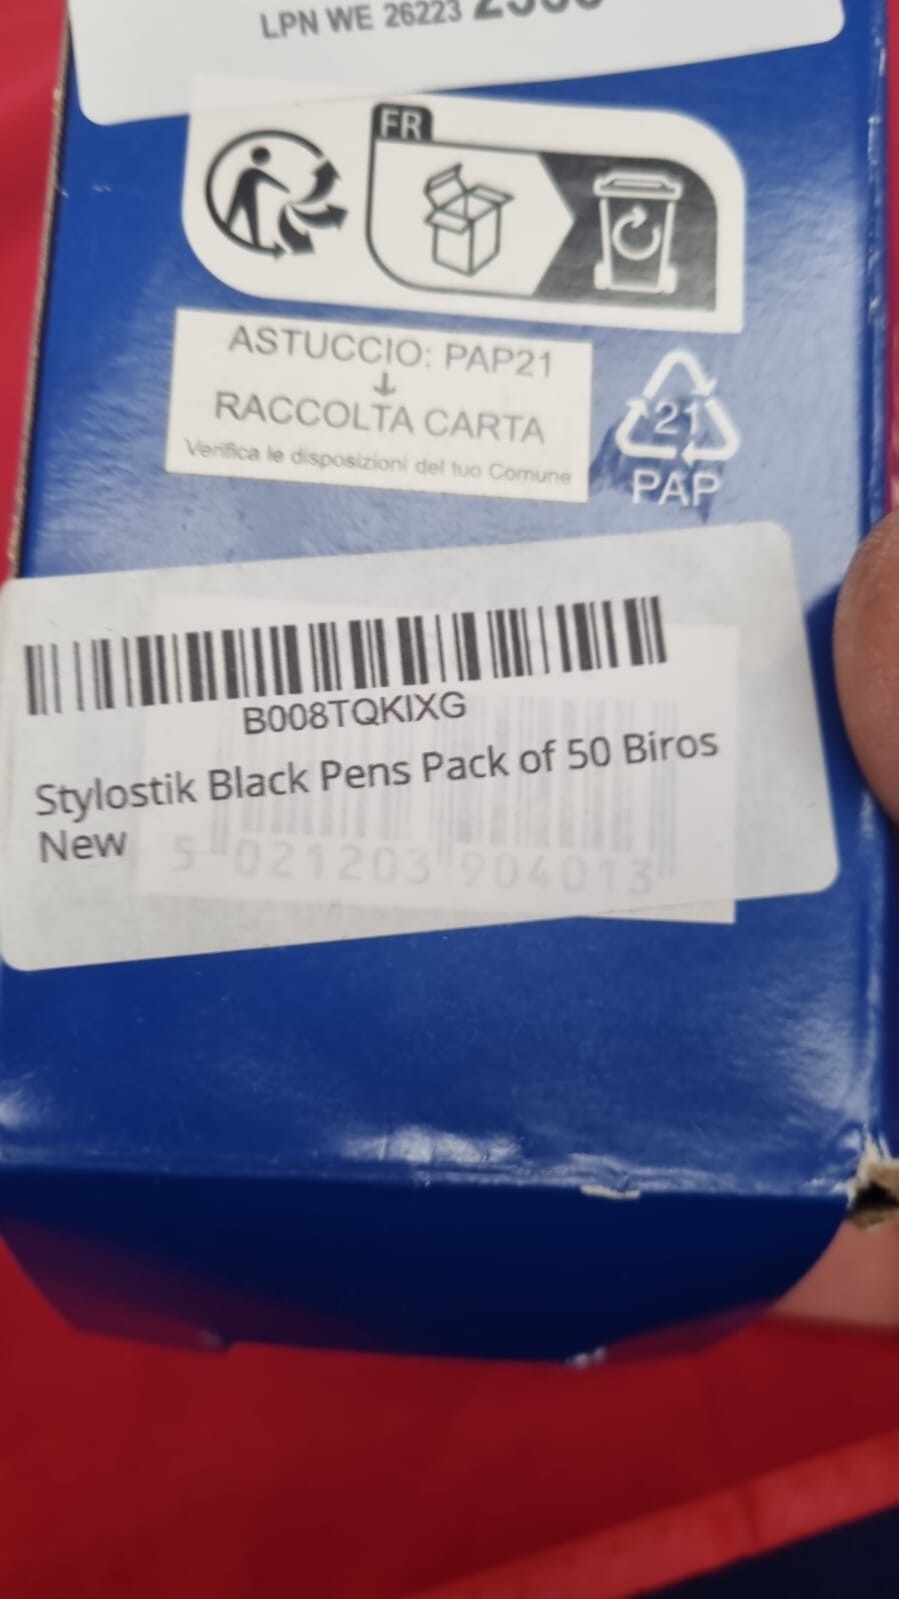 LPN WE 26223
FR
ASTUCCIO: PAP21
RACCOLTA CARTA
Verifica le disposizioni del tuo Comune
21
PAP
B008TQKIXG
Stylostik Black Pens Pack of 50 Biros
New
5 021203 904013